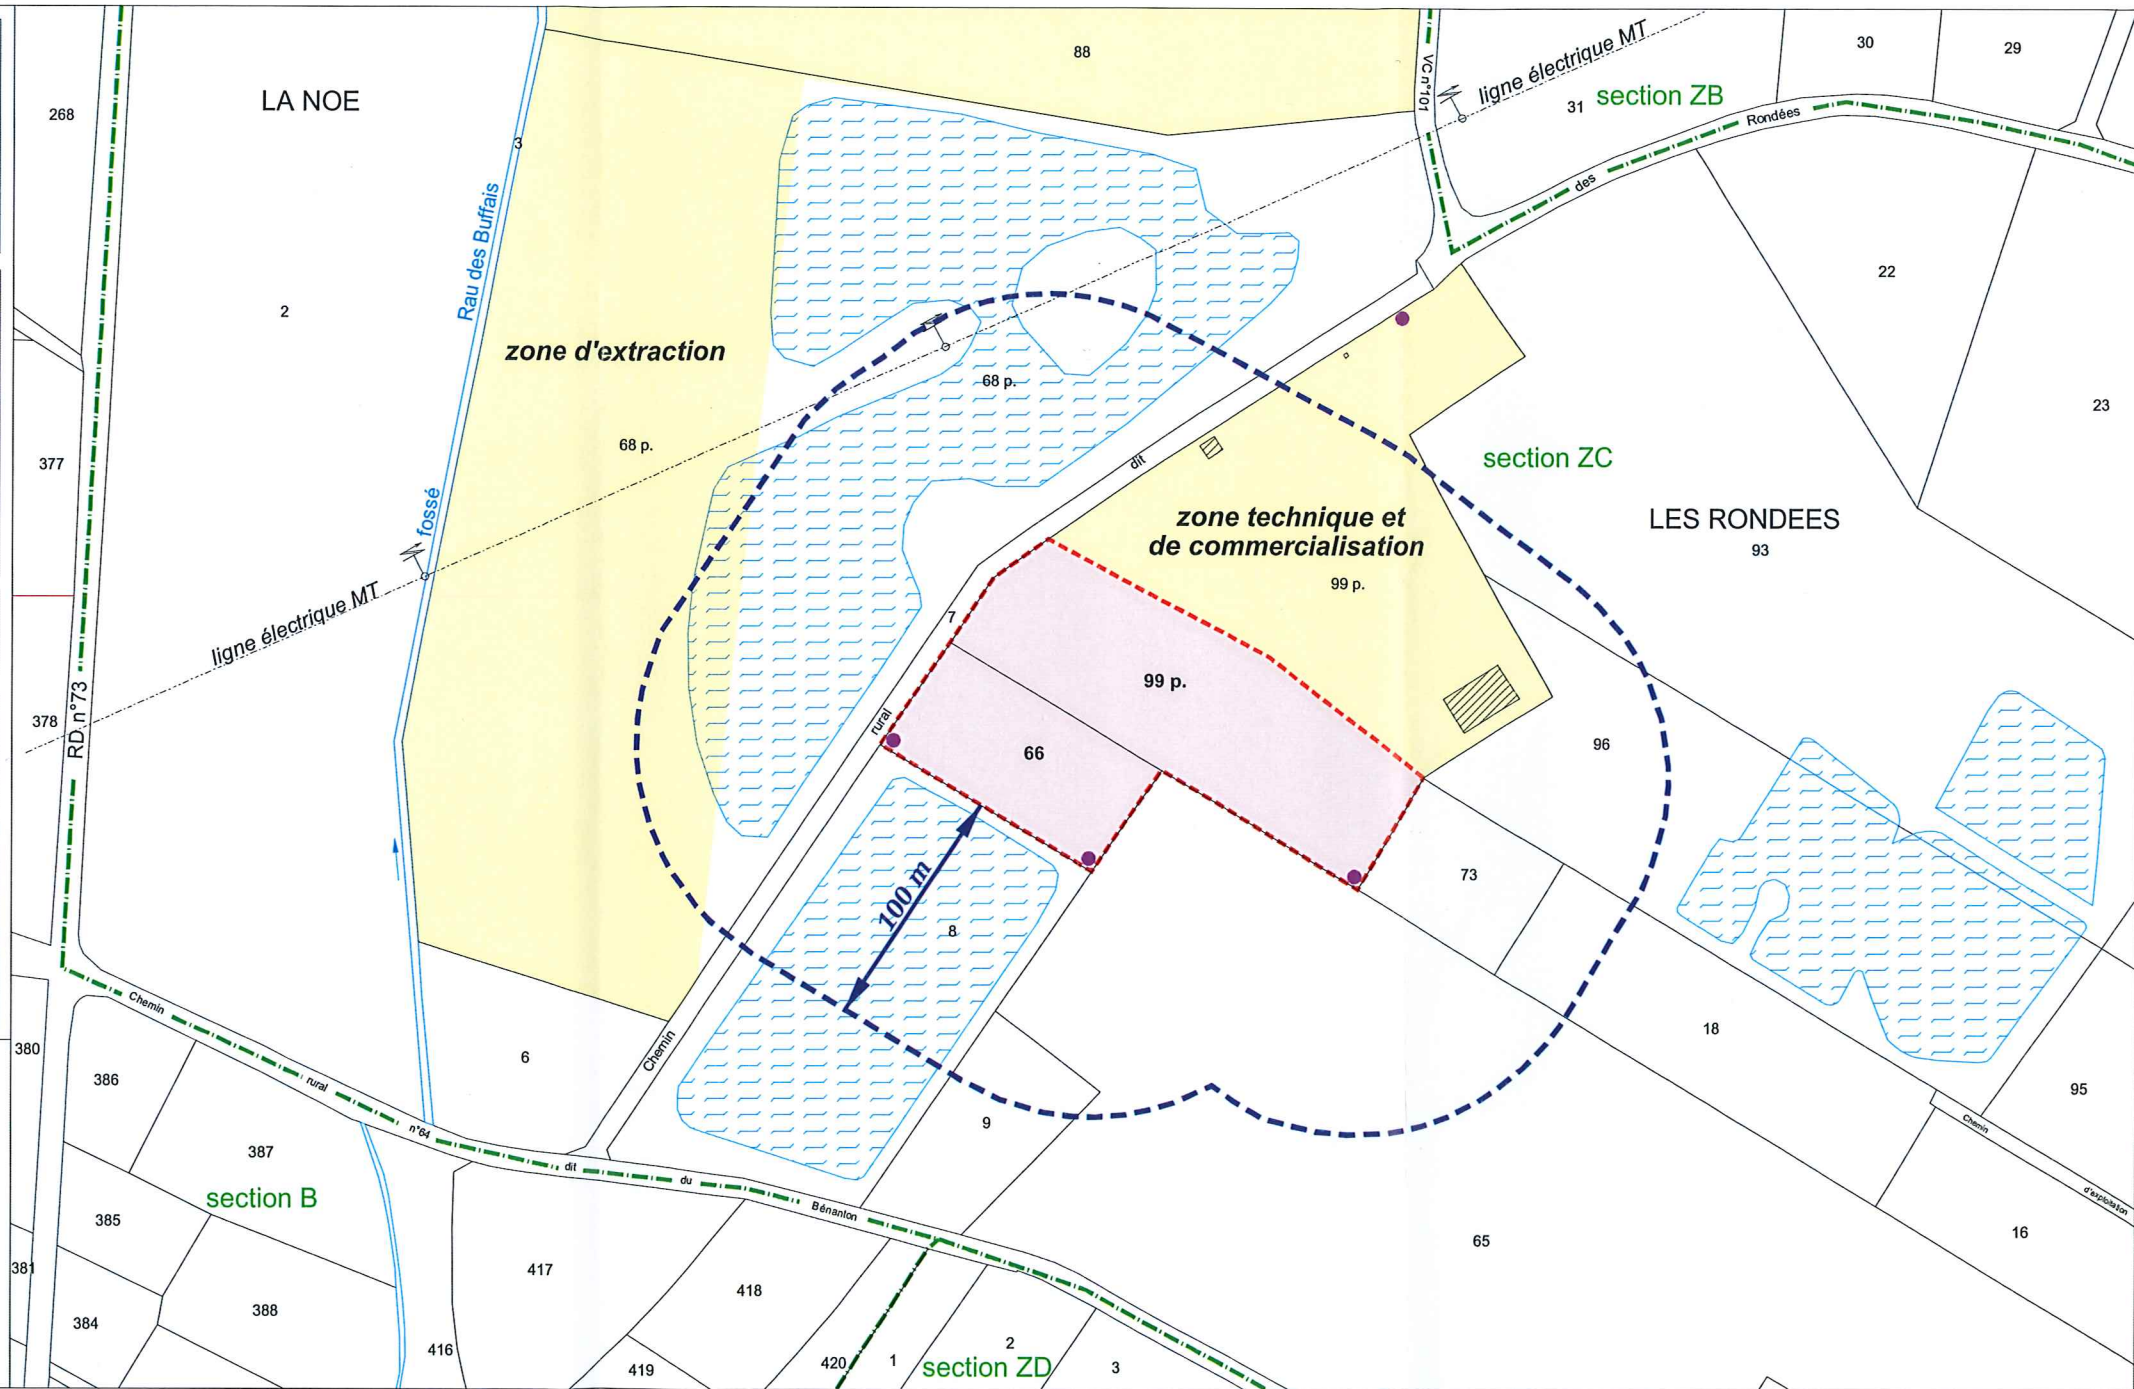 88
30
29
LA NOE
268
3
VC n°101
ligne électrique MT
31
section ZB
Rondées
des
Rau des Buffais
2
22
zone d'extraction
68 p.
23
68 p.
377
dit
section ZC
fossé
zone technique et
de commercialisation
LES RONDEES
93
99 p.
ligne électrique MT
7
99 p.
378
RD n°73
rural
66
96
73
100 m
8
Chemin
Chemin
18
380
6
386
rural
95
n°64
9
Chemin
387
dit
du
section B
d'exploitation
385
Bénanton
65
16
381
417
418
388
384
416
419
420
1
2
section ZD
3